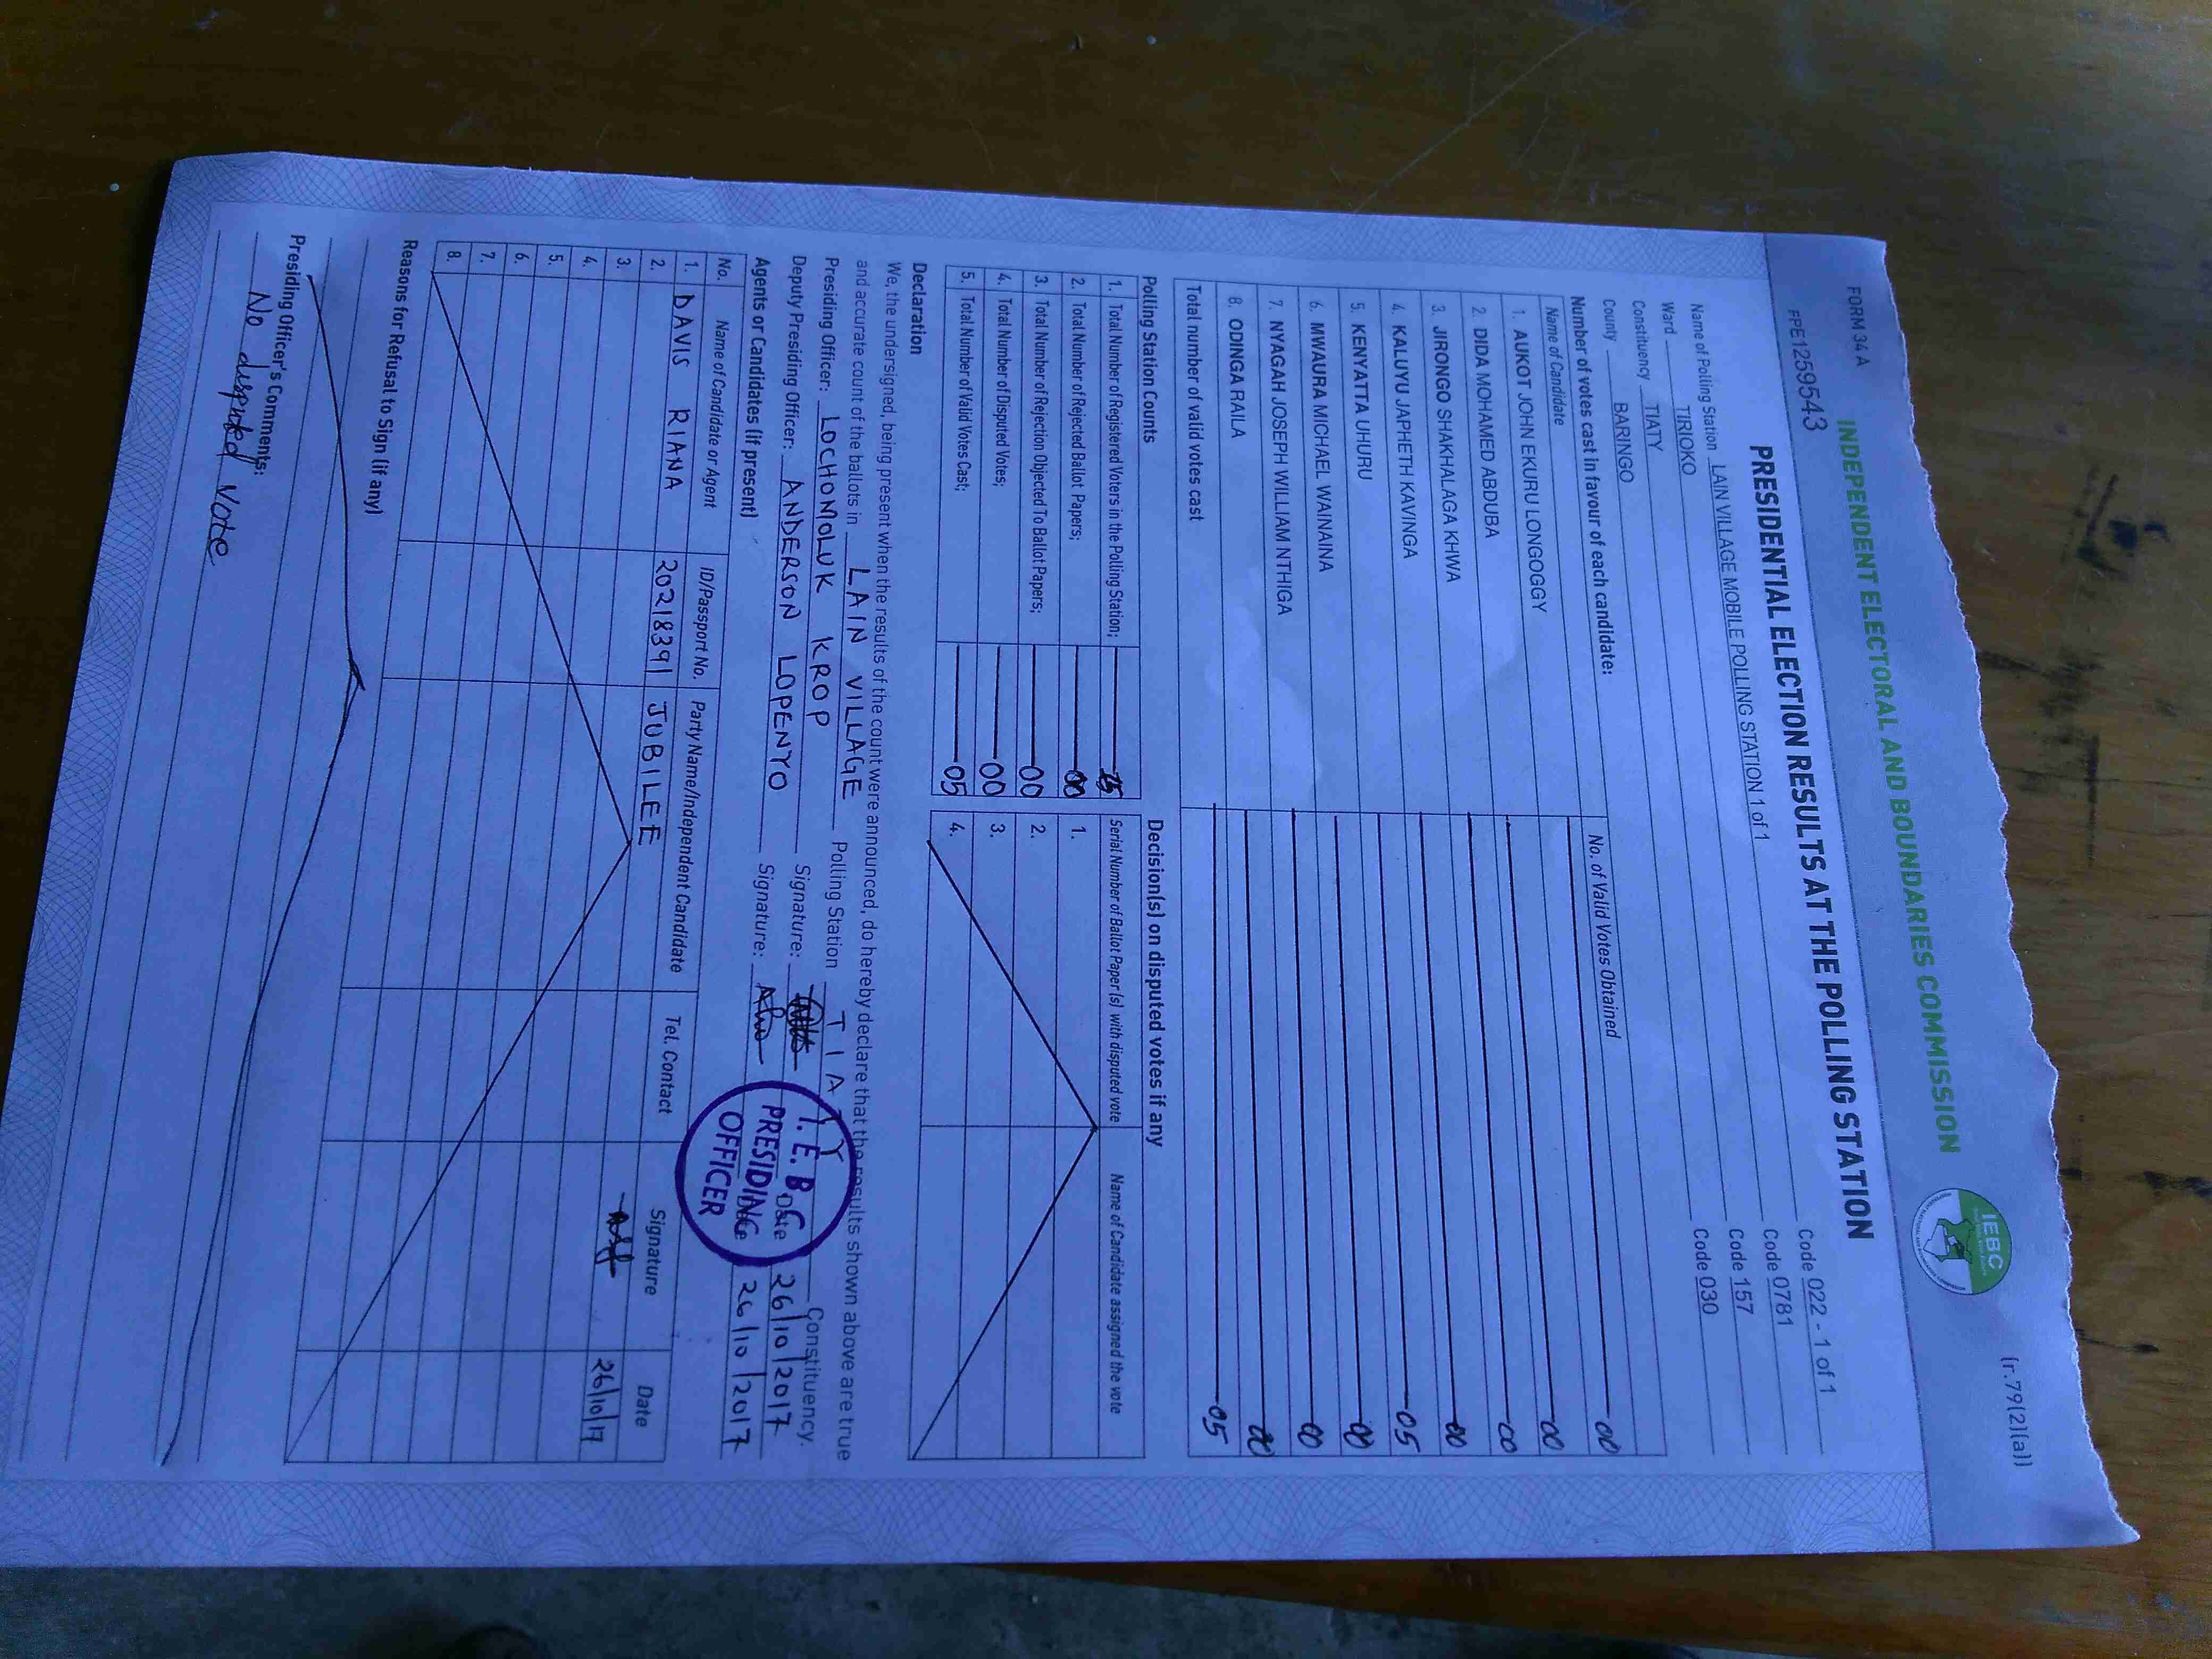 FORM 34 A
(r.79(2)(a))
INDEPENDENT ELECTORAL AND BOUNDARIES COMMISSION
IEBC
FPE1259543
PRESIDENTIAL ELECTION RESULTS AT THE POLLING STATION
Name of Polling Station LAIN VILLAGE MOBILE POLLING STATION 1 of 1 Code 022 - 1 of 1
Ward TIRIOKO Code 0781
Constituency TIATY Code 157
County BARINGO Code 030
Number of votes cast in favour of each candidate:
Name of Candidate No. of Valid Votes Obtained
1. AUKOT JOHN EKURU LONGOGGY 00
2. DIDA MOHAMED ABDUBA 00
3. JIRONGO SHAKHALAGA KHWA 00
4. KALUYU JAPHETH KAVINGA 00
5. KENYATTA UHURU 05
6. MWAURA MICHAEL WAINAINA 00
7. NYAGAH JOSEPH WILLIAM NTHIGA 00
8. ODINGA RAILA 00
Total number of valid votes cast 05
Polling Station Counts
1. Total Number of Registered Voters in the Polling Station;
2. Total Number of Rejected Ballot Papers; 00
3. Total Number of Rejection Objected To Ballot Papers; 00
4. Total Number of Disputed Votes; 00
5. Total Number of Valid Votes Cast; 05
Decision(s) on disputed votes if any
Serial Number of Ballot Paper (s) with disputed vote Name of Candidate assigned the vote
1.
2.
3.
4.
Declaration
We, the undersigned, being present when the results of the count were announced, do hereby declare that the results shown above are true
and accurate count of the ballots in LAIN VILLAGE Polling Station TIATY Constituency.
Presiding Officer: LOCHOMOLUK KROP Signature: Date 26/10/2017
Deputy Presiding Officer: ANDERSON LOPENYO Signature: Date 26/10/2017
I.E.B.C
PRESIDING
OFFICER
Agents or Candidates (if present)
No. Name of Candidate or Agent ID/Passport No. Party Name/Independent Candidate Tel. Contact Signature Date
1. DAVIS RIANA 20218391 JUBILEE 26/10/17
2.
3.
4.
5.
6.
7.
8.
Reasons for Refusal to Sign (if any)
Presiding Officer's Comments:
No disputed Vote